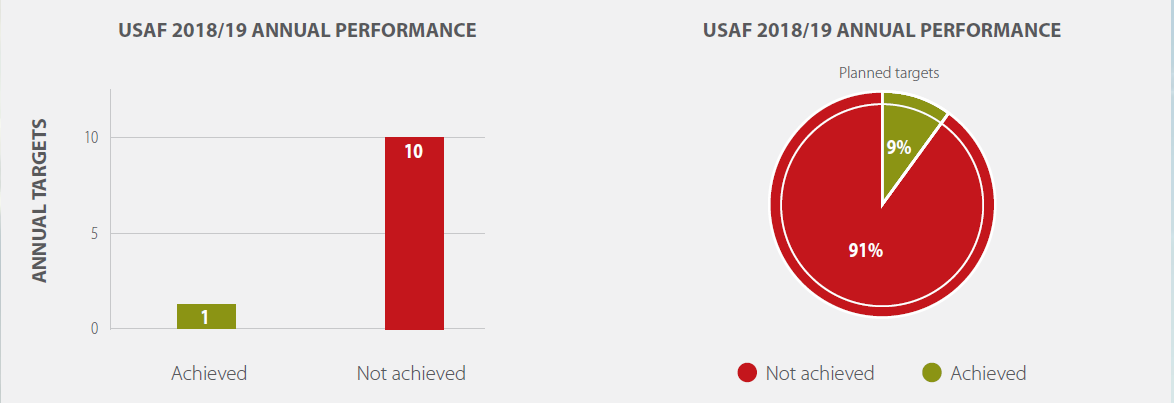 USAF 2018/19 ANNUAL PERFORMANCE
ANNUAL TARGETS
10
5
0
1
10
Achieved
Not achieved
USAF 2018/19 ANNUAL PERFORMANCE
Planned targets
9%
91%
Not achieved
Achieved